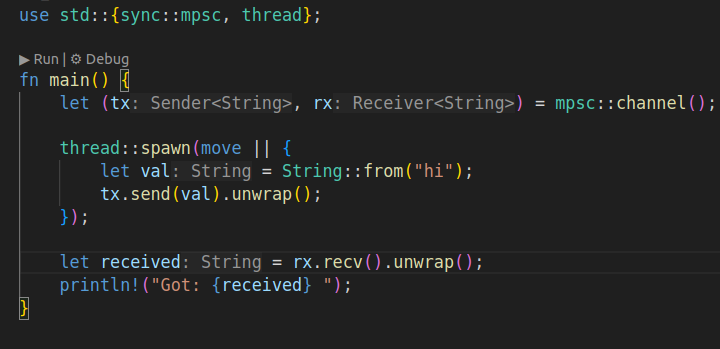 use std::{sync::mpsc, thread};
▶ Run | ⚙ Debug
fn main() {
    let (tx: Sender<String>, rx: Receiver<String>) = mpsc::channel();
    thread::spawn(move || {
        let val: String = String::from("hi");
        tx.send(val).unwrap();
    });
    let received: String = rx.recv().unwrap();
    println!("Got: {received} ");
}